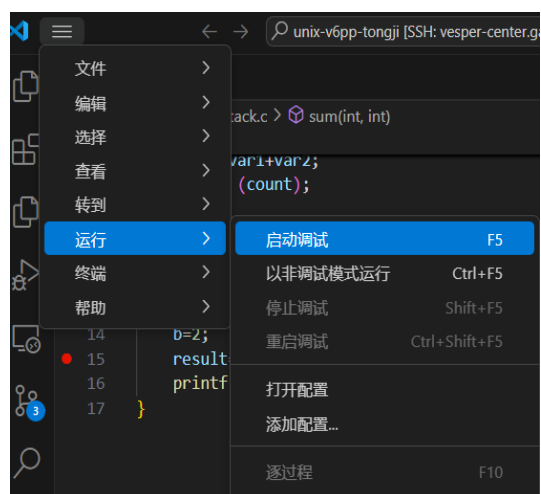 unix-v6pp-tongji [SSH: vesper-center.ga
文件
编辑
选择
查看
转到
运行
终端
帮助
tack.c > sum(int, int)
var1+var2;
(count);
启动调试 F5
以非调试模式运行 Ctrl+F5
停止调试 Shift+F5
重启调试 Ctrl+Shift+F5
打开配置
添加配置...
逐过程 F10
14 b=2;
15 result
16 printf
17 }
3